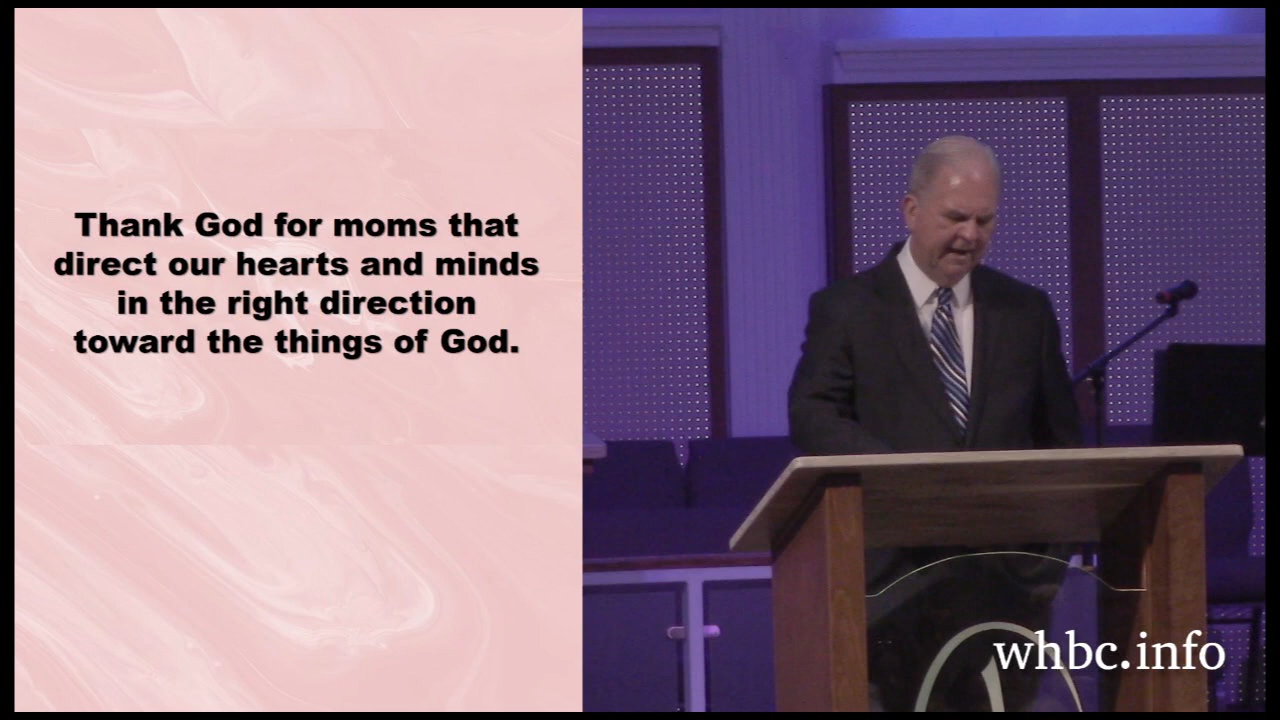 Thank God for moms that
direct our hearts and minds
in the right direction
toward the things of God.
whbc.info